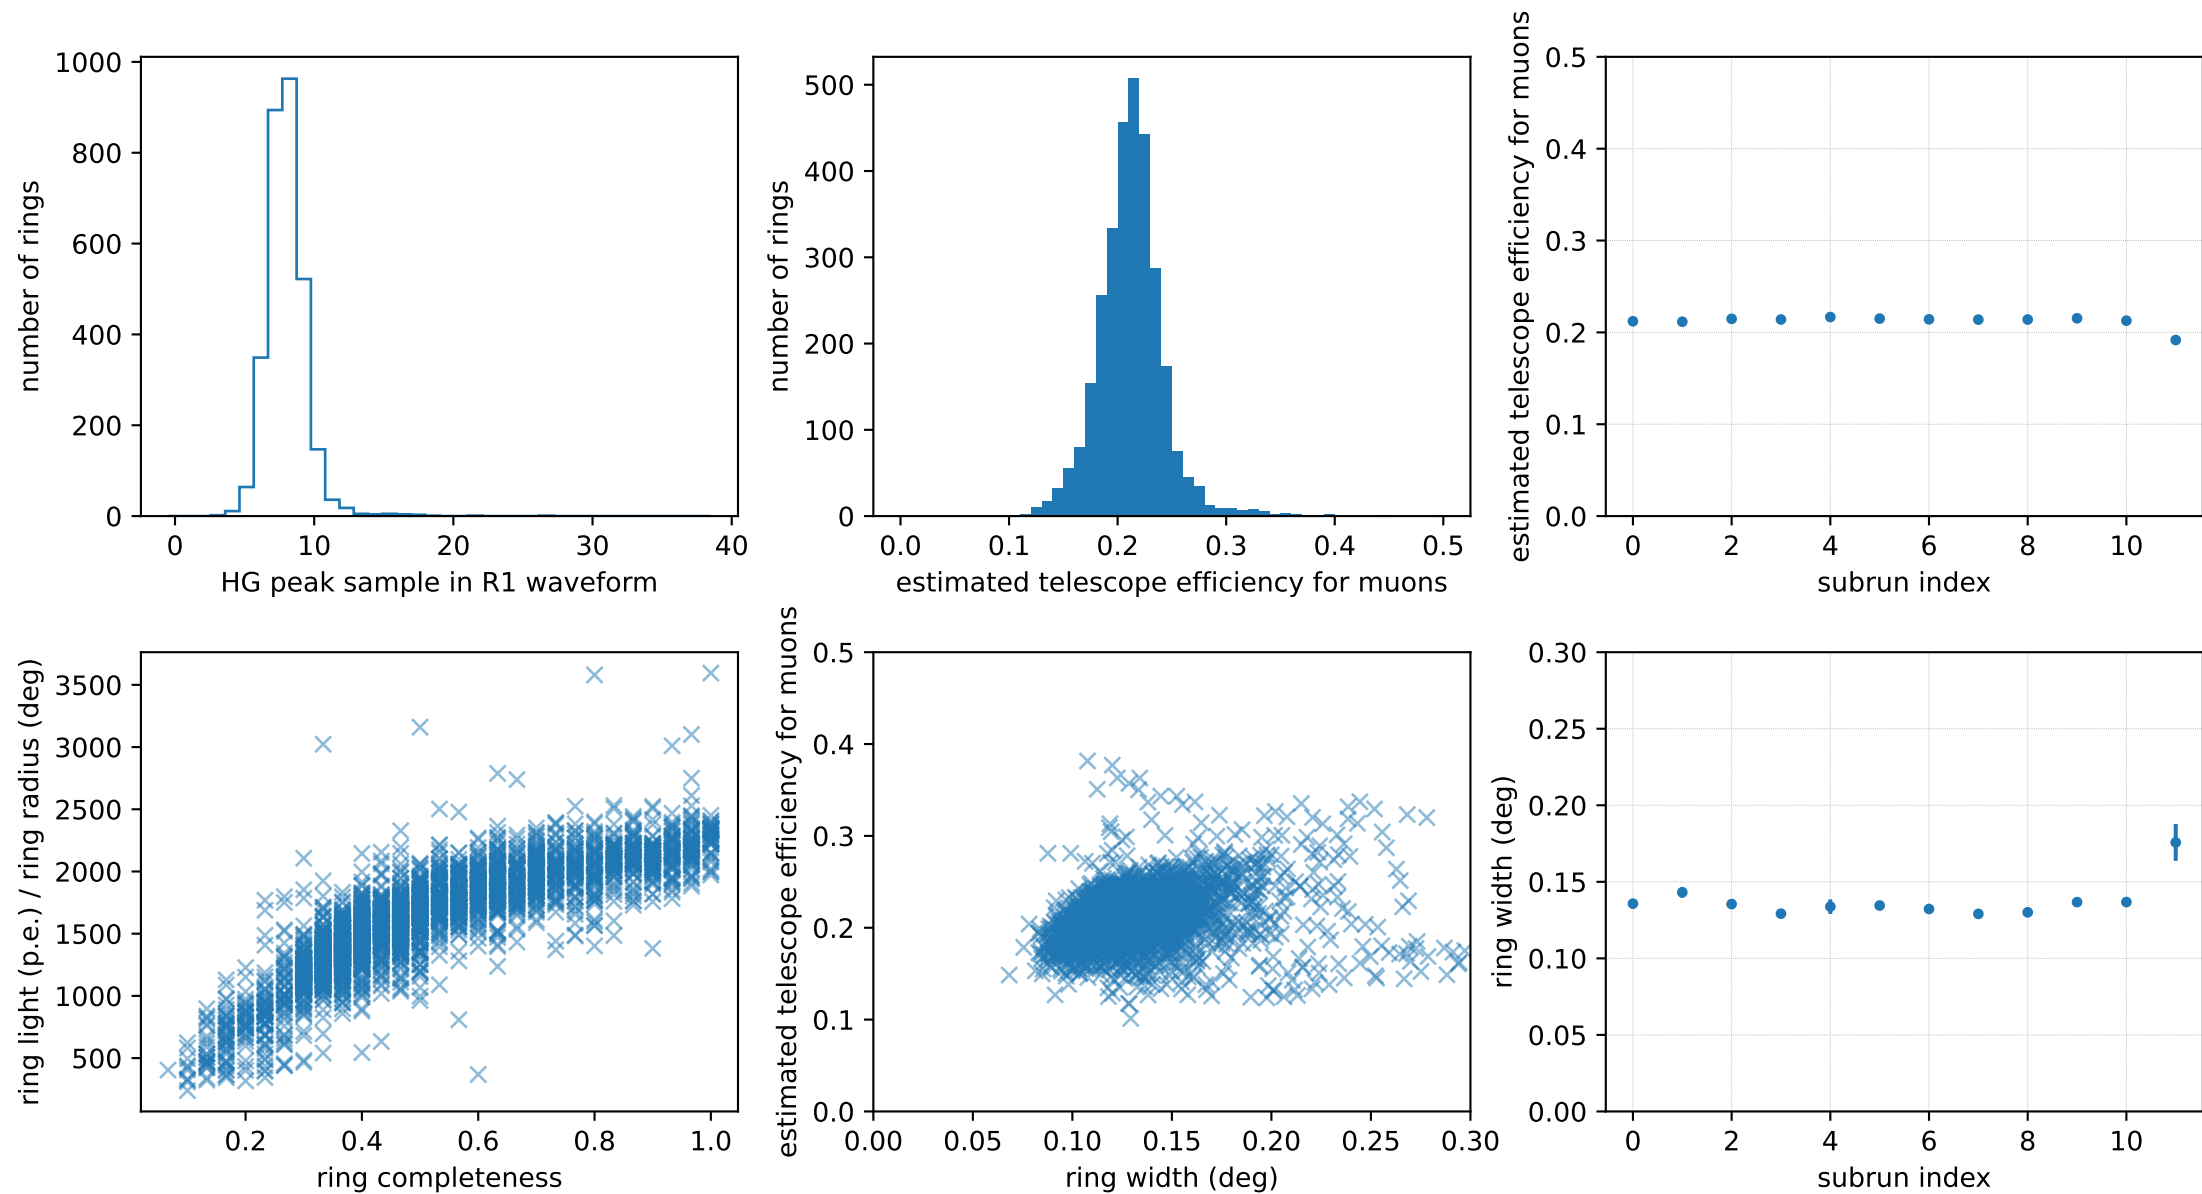 number of rings
1000
800
600
400
200
0
0 10 20 30 40
HG peak sample in R1 waveform
number of rings
500
400
300
200
100
0
0.0 0.1 0.2 0.3 0.4 0.5
estimated telescope efficiency for muons
estimated telescope efficiency for muons
0.5
0.4
0.3
0.2
0.1
0.0
0 2 4 6 8 10
subrun index
ring light (p.e.) / ring radius (deg)
3500
3000
2500
2000
1500
1000
500
0.2 0.4 0.6 0.8 1.0
ring completeness
estimated telescope efficiency for muons
0.5
0.4
0.3
0.2
0.1
0.0
0.00 0.05 0.10 0.15 0.20 0.25 0.30
ring width (deg)
ring width (deg)
0.30
0.25
0.20
0.15
0.10
0.05
0.00
0 2 4 6 8 10
subrun index